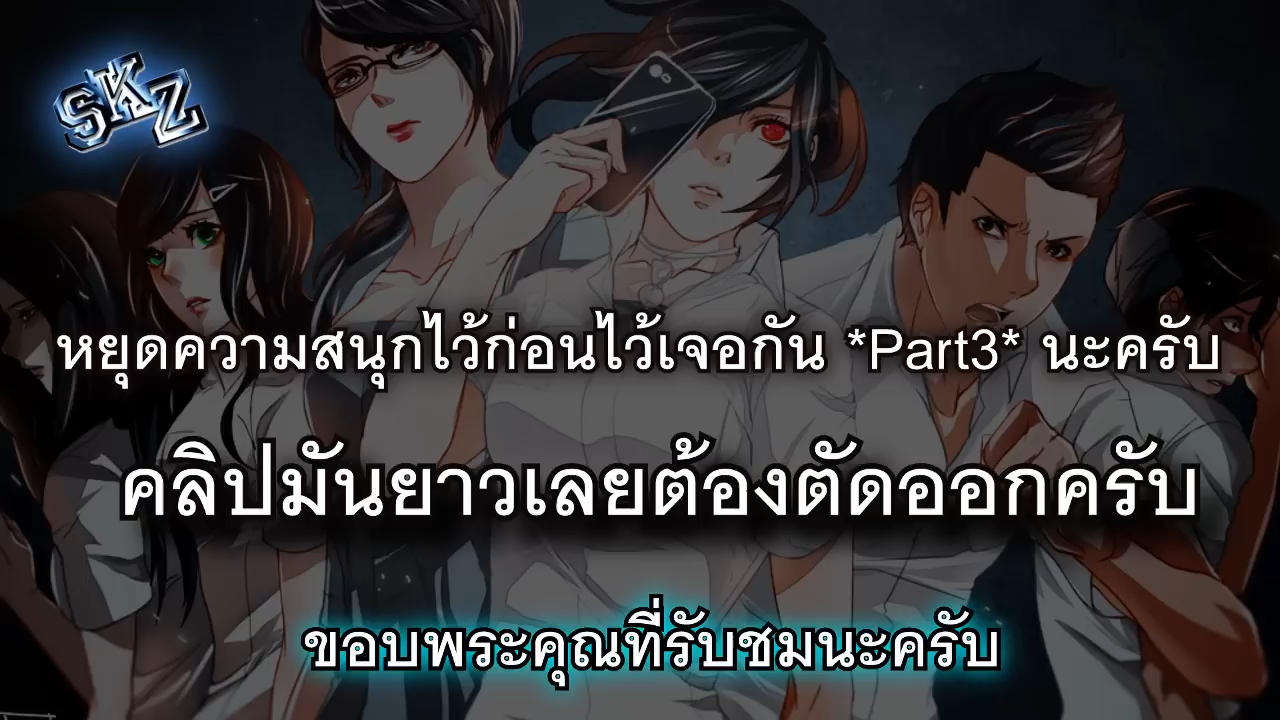 SKZ
หยุดความสนุกไว้ก่อนไว้เจอกัน *Part3* นะครับ
คลิปมันยาวเลยต้องตัดออกครับ
ขอบพระคุณที่รับชมนะครับ